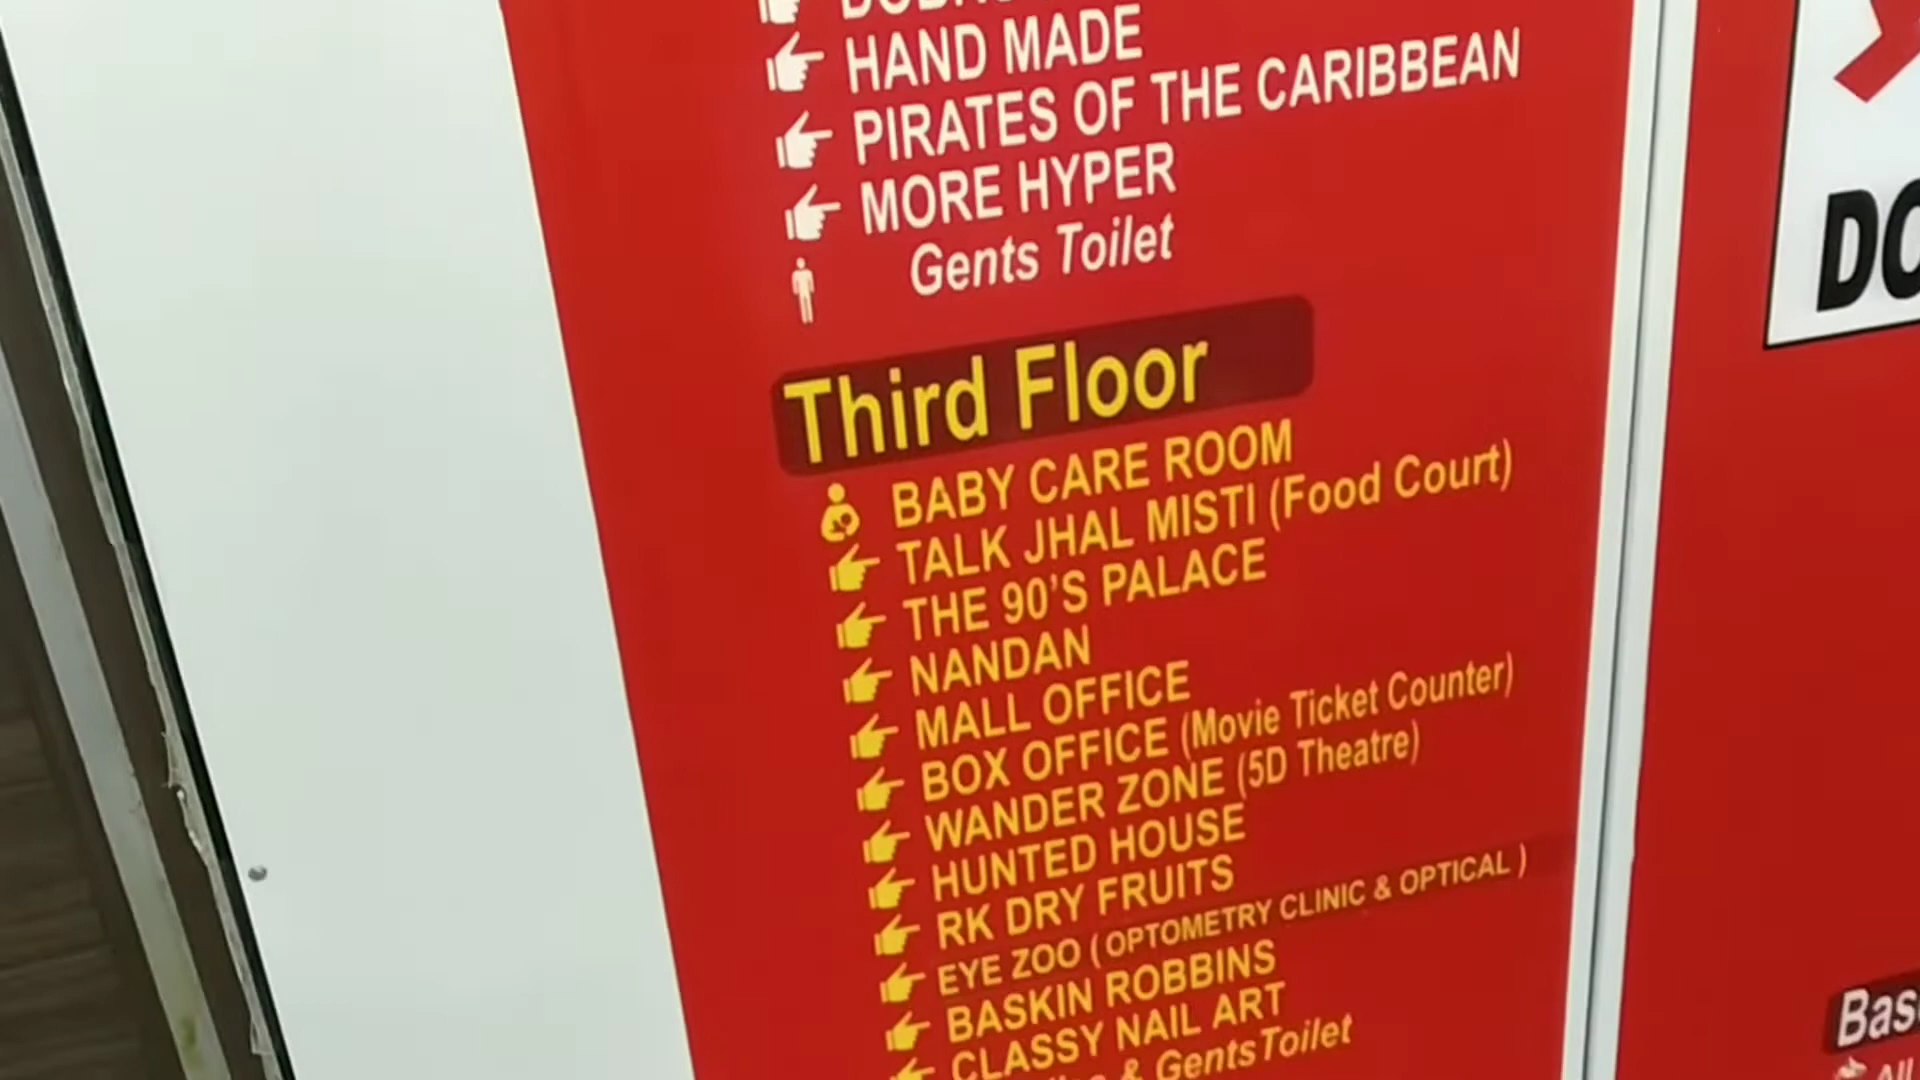 HAND MADE
PIRATES OF THE CARIBBEAN
MORE HYPER
Gents Toilet
Third Floor
BABY CARE ROOM
TALK JHAL MISTI (Food Court)
THE 90'S PALACE
NANDAN
MALL OFFICE
BOX OFFICE (Movie Ticket Counter)
WANDER ZONE (5D Theatre)
HUNTED HOUSE
RK DRY FRUITS
EYE ZOO ( OPTOMETRY CLINIC & OPTICAL )
BASKIN ROBBINS
CLASSY NAIL ART
& GentsToilet